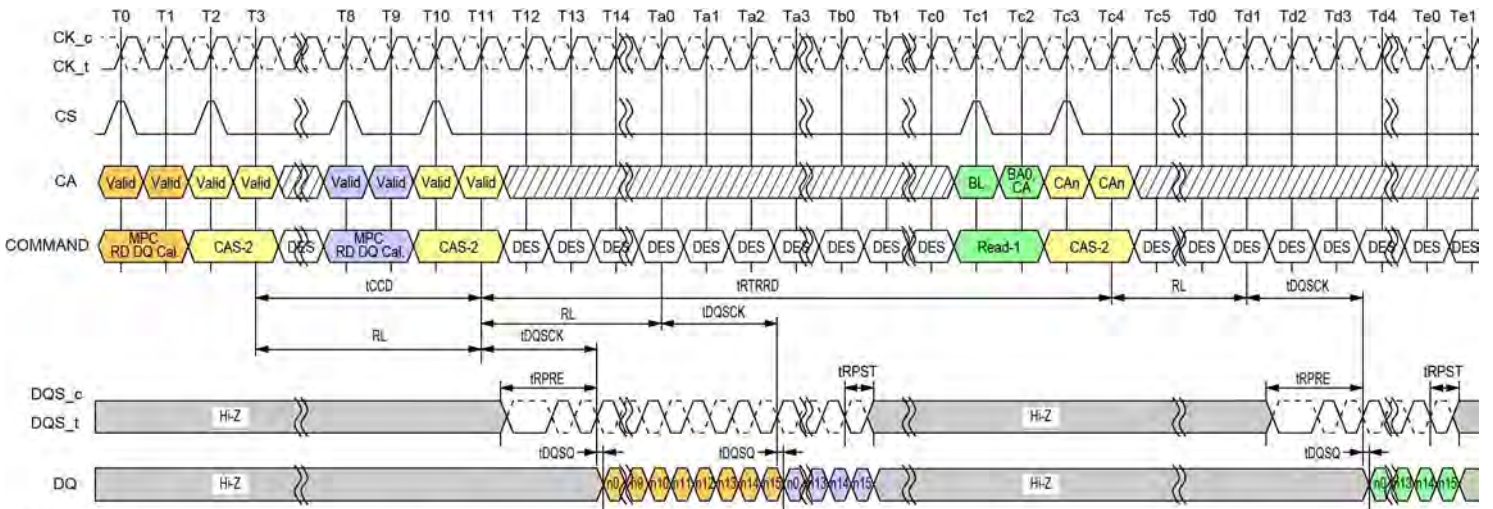 T0 T1 T2 T3 T8 T9 T10 T11 T12 T13 T14 Ta0 Ta1 Ta2 Ta3 Tb0 Tb1 Tc0 Tc1 Tc2 Tc3 Tc4 Tc5 Td0 Td1 Td2 Td3 Td4 Te0 Te1
CK_c
CK_t
CS
BA0,
CA Valid Valid Valid Valid Valid Valid Valid Valid BL CA CAn CAn
MPC MPC
COMMAND RD DQ Cal. CAS-2 DES RD DQ Cal. CAS-2 DES DES DES DES DES DES DES DES DES DES Read-1 CAS-2 DES DES DES DES DES DES DES DES
tCCD tRTRRD RL tDQSCK
RL tDQSCK
RL tDQSCK
tRPRE tRPST tRPRE tRPST
DQS_c
Hi-Z Hi-Z
DQS_t
tDQSQ tDQSQ tDQSQ
DQ Hi-Z n0 n9 n10 n11 n12 n13 n14 n15 n0 n13 n14 n15 Hi-Z n0 n13 n14 n15